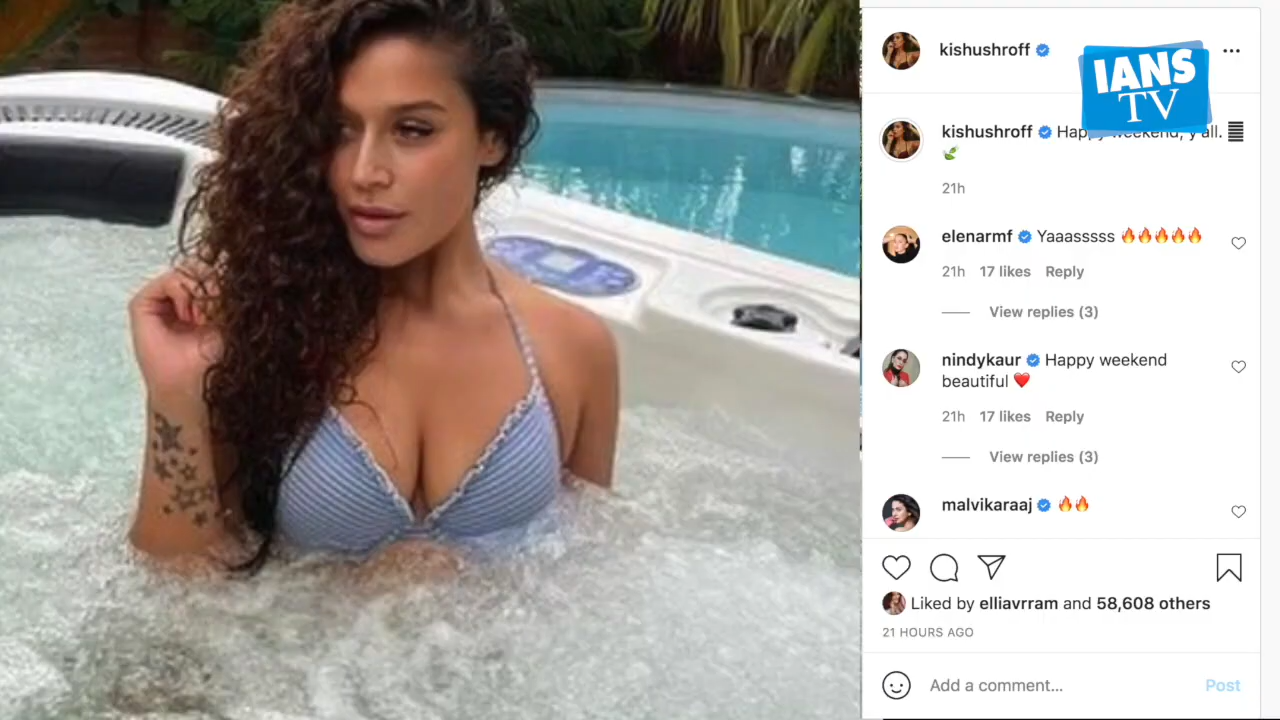 kishushroff
IANS
TV
kishushroff Happy weekend, y'all.
21h
elenarmf Yaaasssss 🔥🔥🔥🔥🔥
21h 17 likes Reply
View replies (3)
nindykaur Happy weekend
beautiful ❤️
21h 17 likes Reply
View replies (3)
malvikaraaj 🔥🔥
Liked by elliavrram and 58,608 others
21 HOURS AGO
Add a comment... Post